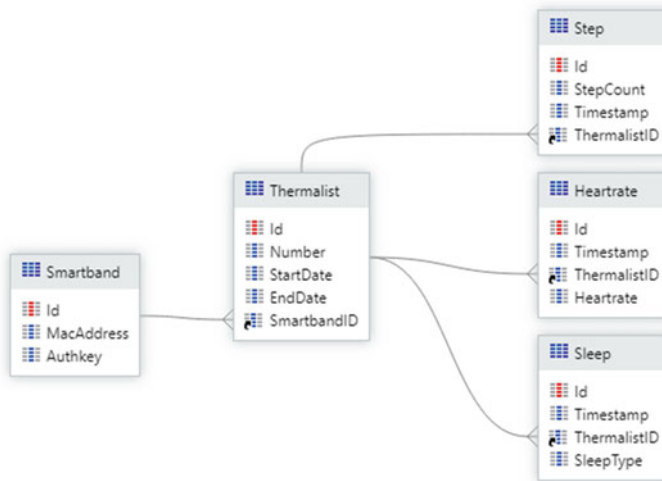 Smartband
Id
MacAddress
Authkey
Thermalist
Id
Number
StartDate
EndDate
SmartbandID
Step
Id
StepCount
Timestamp
ThermalistID
Heartrate
Id
Timestamp
ThermalistID
Heartrate
Sleep
Id
Timestamp
ThermalistID
SleepType